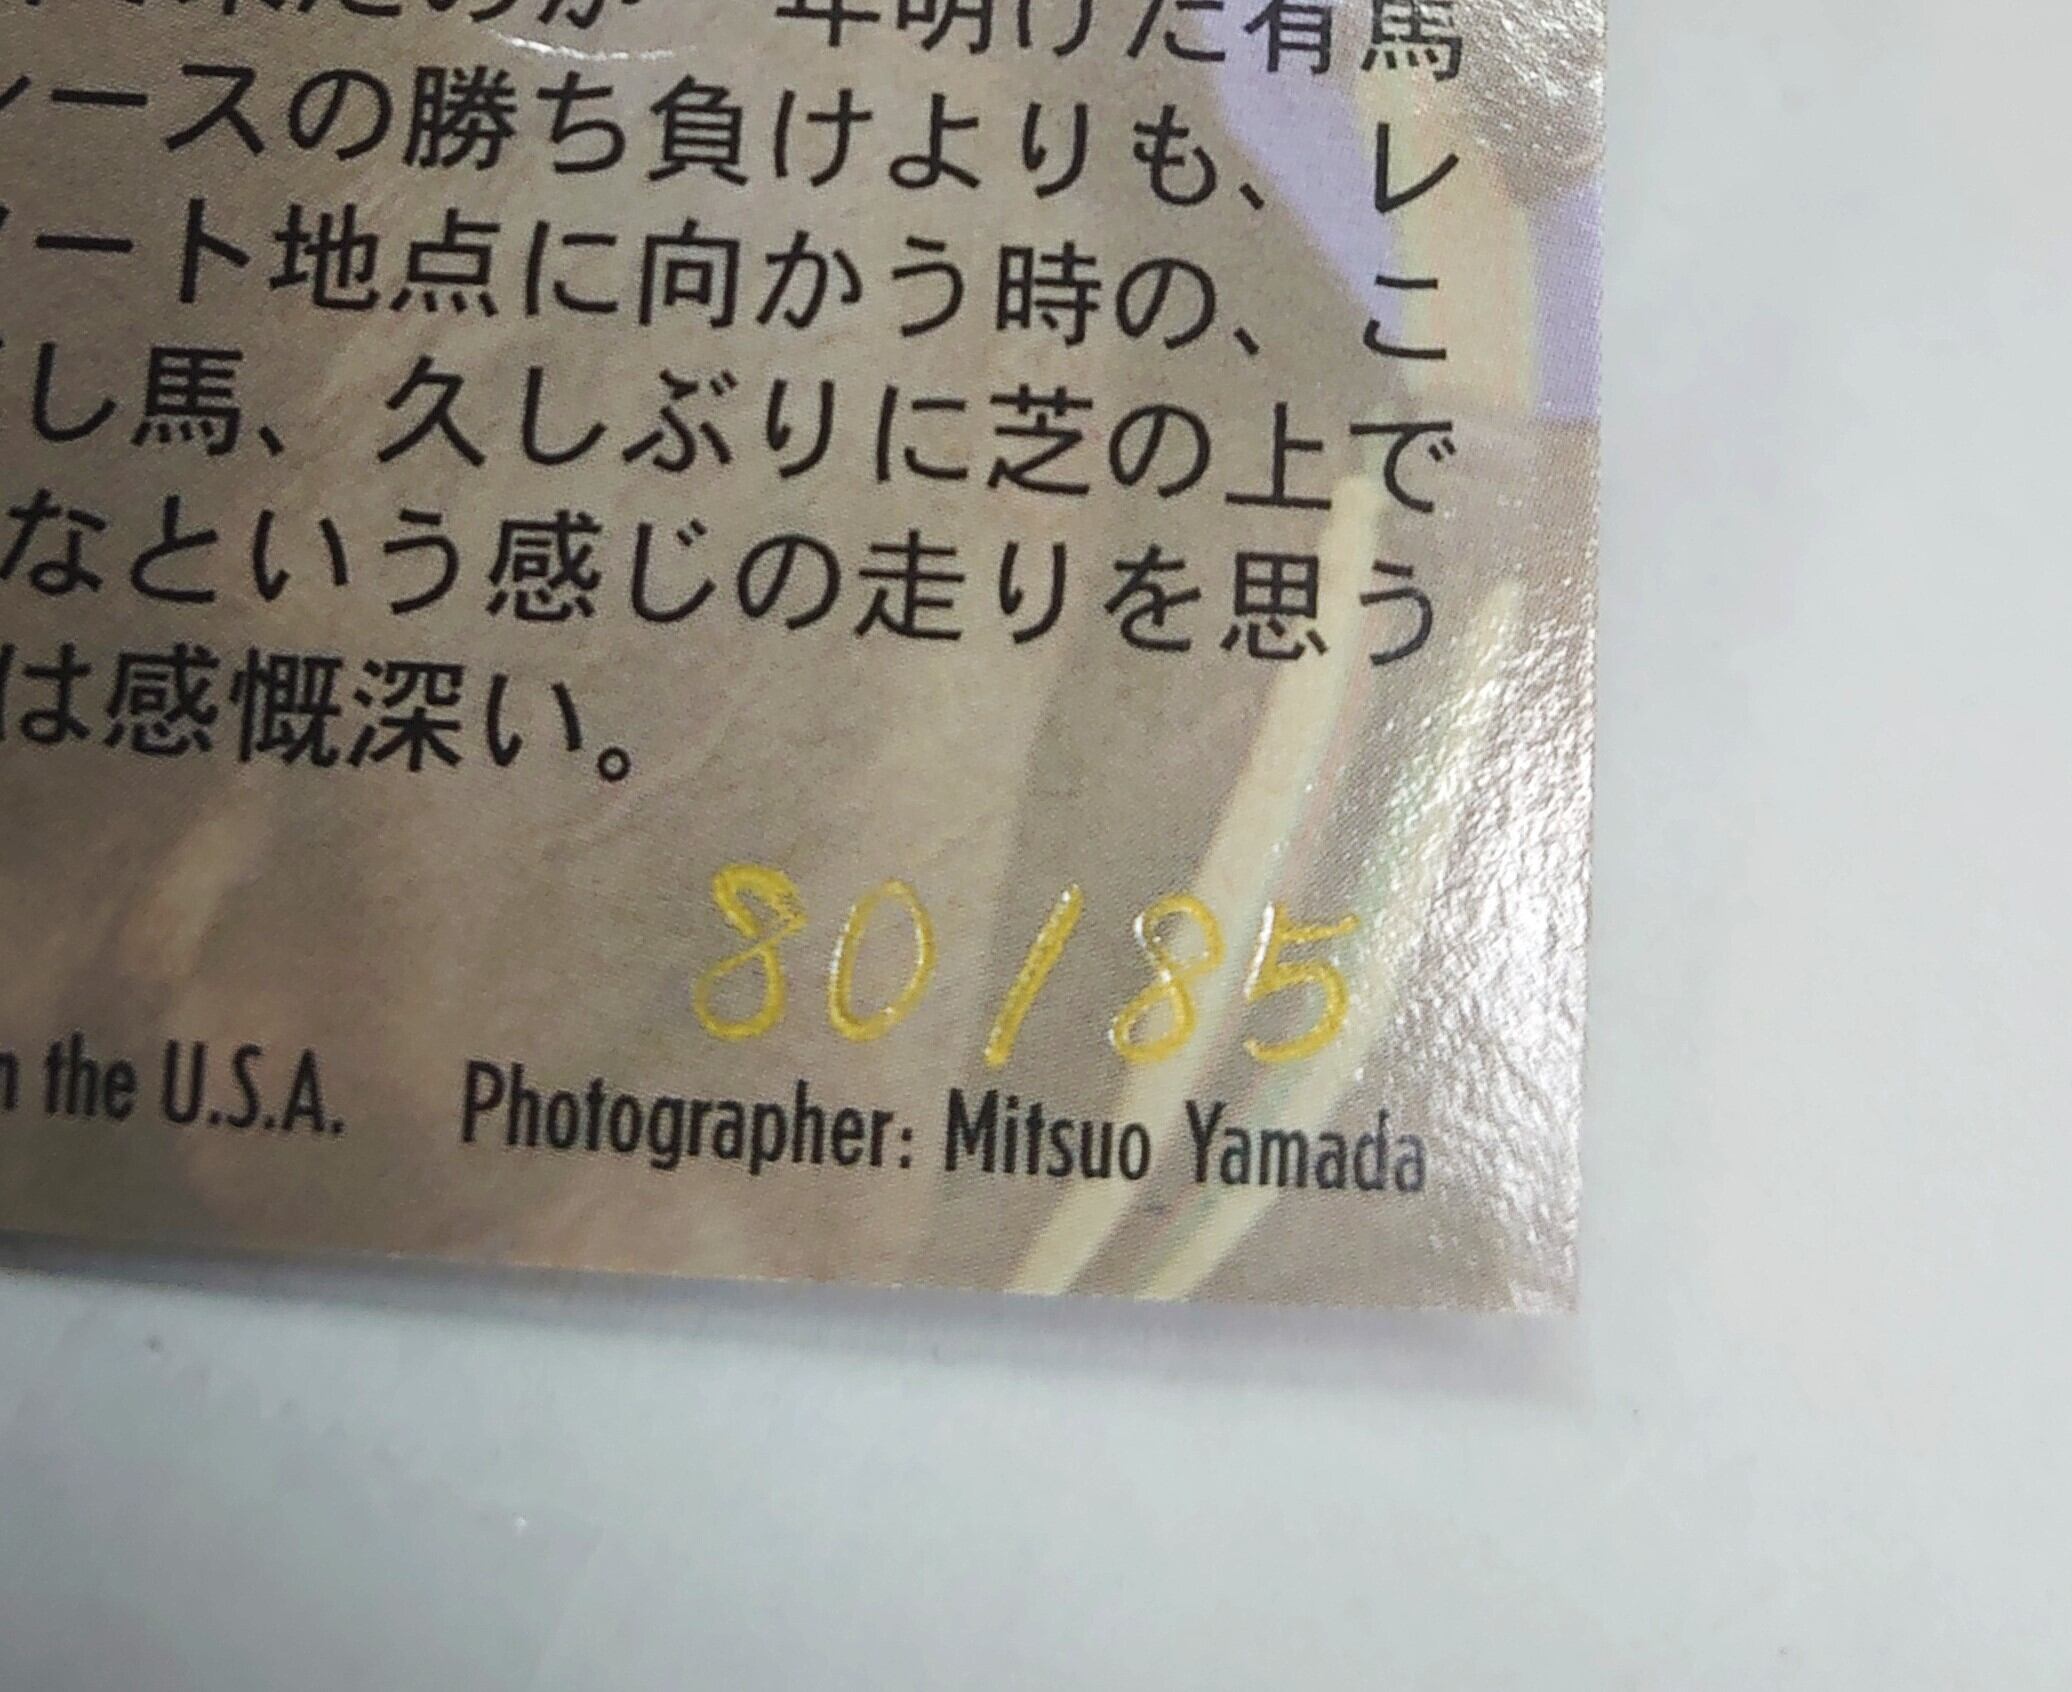 年明けた有馬
レースの勝ち負けよりも、レ
ート地点に向かう時の、こ
し馬、久しぶりに芝の上で
なという感じの走りを思う
は感慨深い。
80/85
the U.S.A. Photographer: Mitsuo Yamada